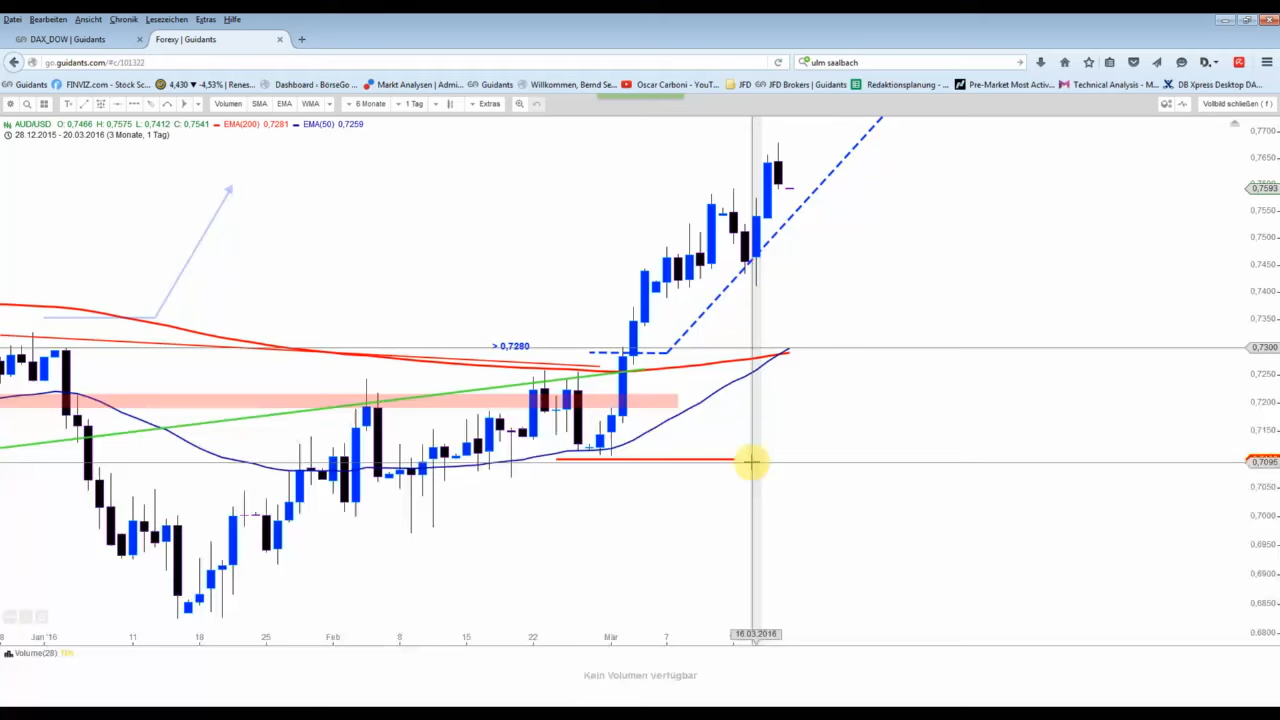 Datei Bearbeiten Ansicht Chronik Lesezeichen Extras Hilfe
DAX_DOW | Guidants × Forexy | Guidants × +
go.guidants.com/#c/101322 ulm saalbach
Guidants FINVIZ.com - Stock Sc... 4,430 ▼ -4,53% | Renes... Dashboard ‹ BörseGo ... Markt Analysten | Admi... Guidants Willkommen, Bernd Se... Oscar Carboni - YouT... JFD JFD Brokers | Guidants Redaktionsplanung - ... Pre-Market Most Activ... Technical Analysis - M... DB Xpress Desktop DA...
Volumen SMA EMA WMA 6 Monate 1 Tag Extras Vollbild schließen ( f )
AUD/USD O: 0,7466 H: 0,7575 L: 0,7412 C: 0,7541 EMA(200) 0,7281 EMA(50) 0,7259
28.12.2015 - 20.03.2016 (3 Monate, 1 Tag)
0,7700
0,7650
0,7593
0,7550
0,7500
0,7450
0,7400
0,7350
> 0,7280
0,7300
0,7250
0,7200
0,7150
0,7095
0,7050
0,7000
0,6950
0,6900
0,6850
0,6800
8 Jan '16 11 18 25 Feb 8 15 22 Mär 7 16.03.2016
Volume(28)
Kein Volumen verfügbar